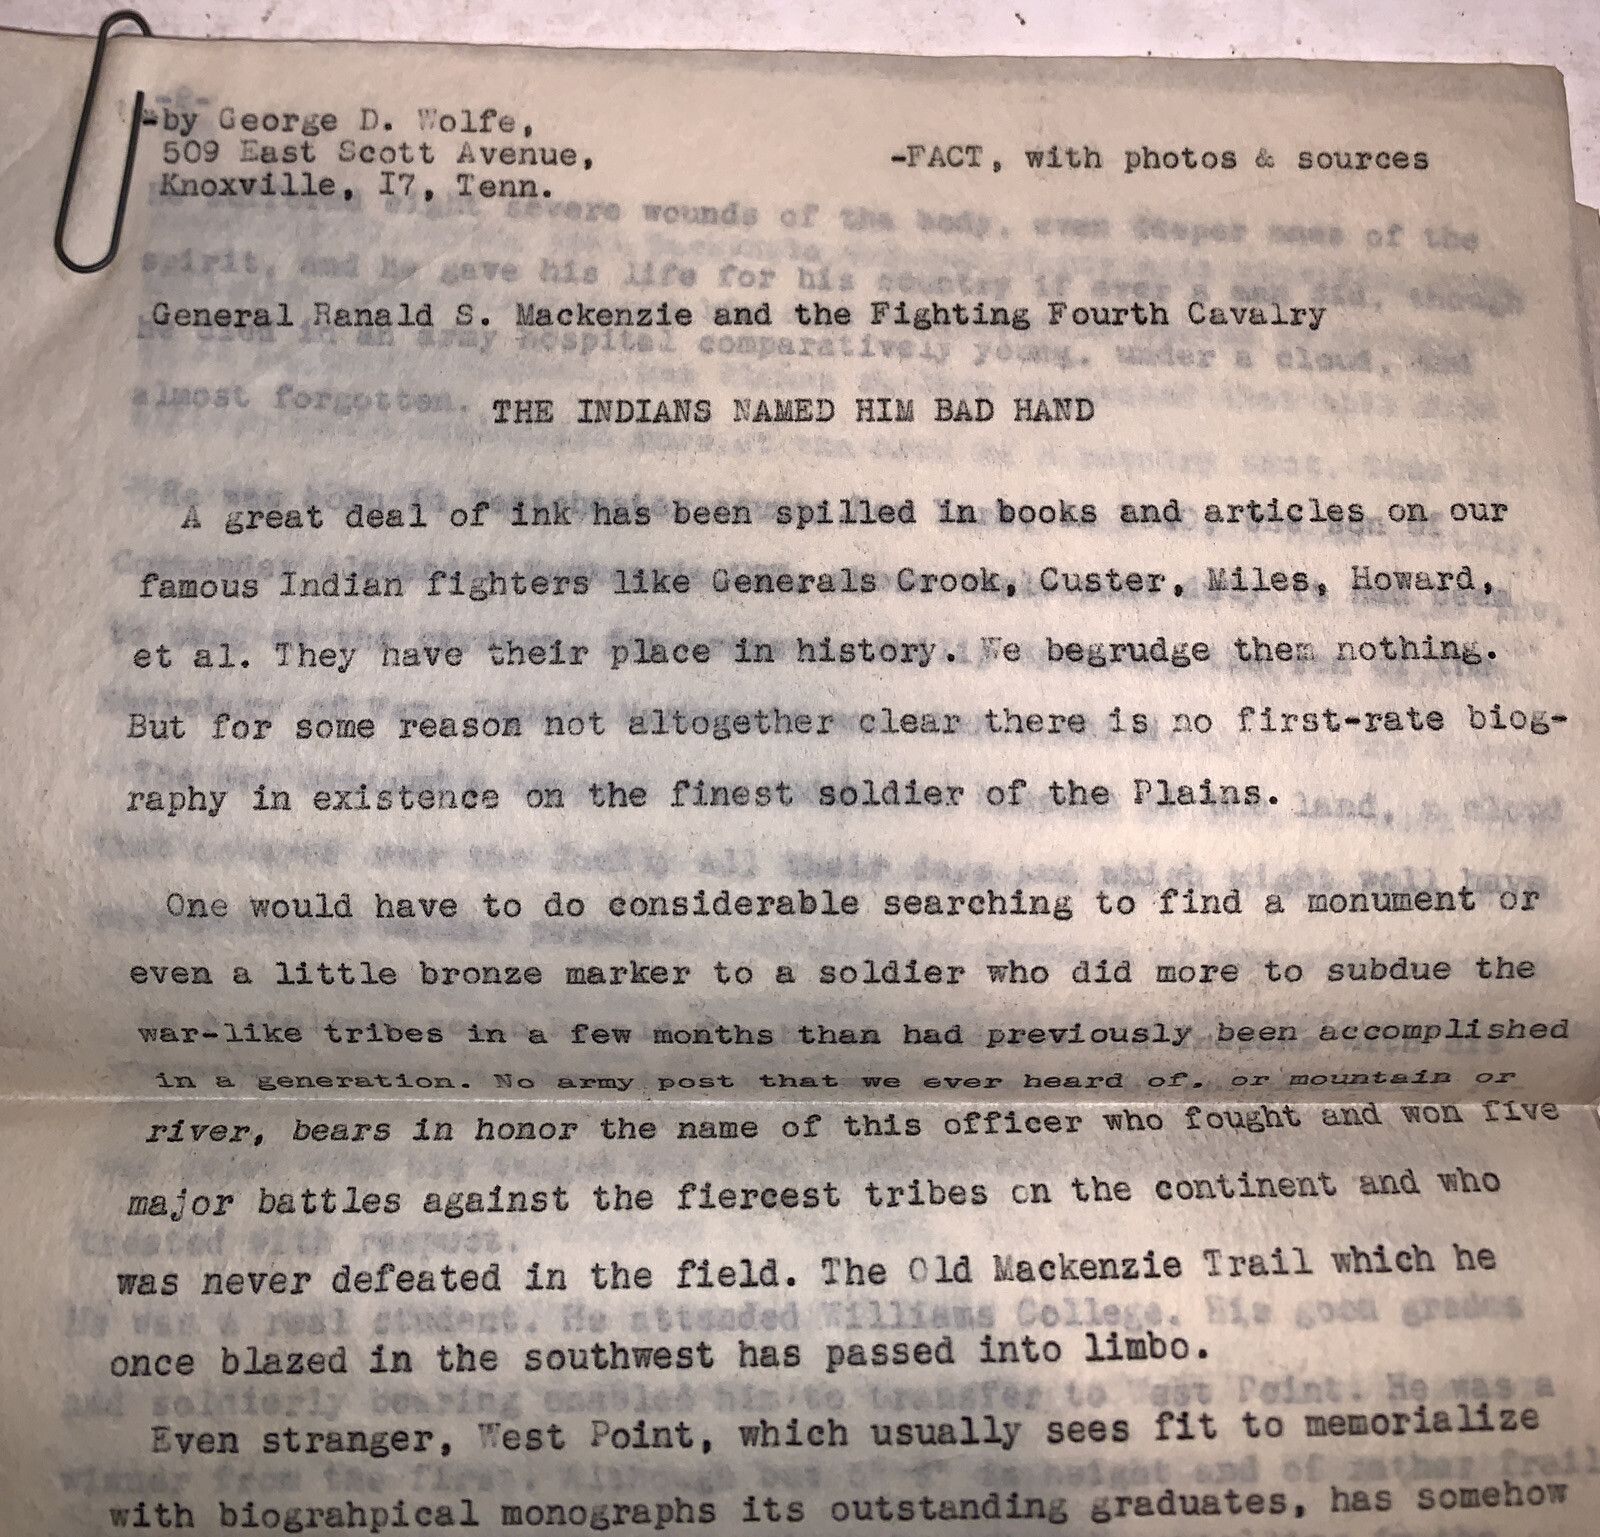 -by George D. Wolfe,
509 East Scott Avenue,
Knoxville, I7, Tenn.
-FACT, with photos & sources
General Ranald S. Mackenzie and the Fighting Fourth Cavalry
THE INDIANS NAMED HIM BAD HAND
A great deal of ink has been spilled in books and articles on our
famous Indian fighters like Generals Crook, Custer, Miles, Howard,
et al. They have their place in history. We begrudge them nothing.
But for some reason not altogether clear there is no first-rate biog-
raphy in existence on the finest soldier of the Plains.
One would have to do considerable searching to find a monument or
even a little bronze marker to a soldier who did more to subdue the
war-like tribes in a few months than had previously been accomplished
in a generation. No army post that we ever heard of, or mountain or
river, bears in honor the name of this officer who fought and won five
major battles against the fiercest tribes on the continent and who
was never defeated in the field. The Old Mackenzie Trail which he
once blazed in the southwest has passed into limbo.
Even stranger, West Point, which usually sees fit to memorialize
with biograhpical monographs its outstanding graduates, has somehow